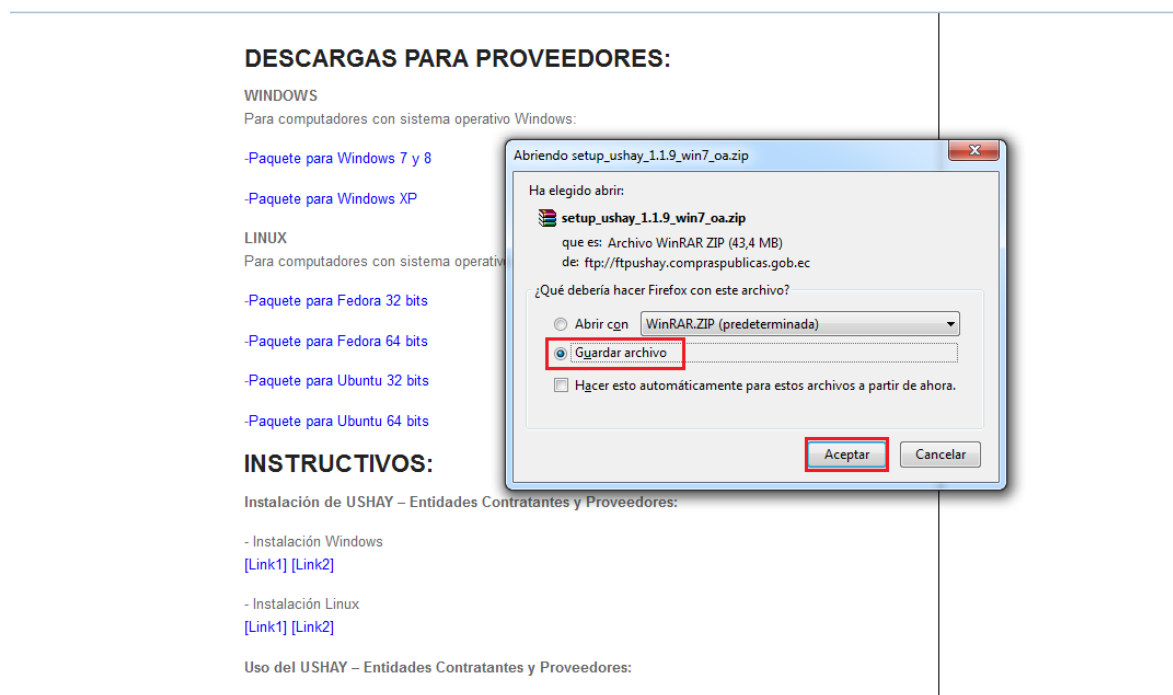 DESCARGAS PARA PROVEEDORES:
WINDOWS
Para computadores con sistema operativo Windows:
-Paquete para Windows 7 y 8
-Paquete para Windows XP
LINUX
Para computadores con sistema operativ
-Paquete para Fedora 32 bits
-Paquete para Fedora 64 bits
-Paquete para Ubuntu 32 bits
-Paquete para Ubuntu 64 bits
INSTRUCTIVOS:
Instalación de USHAY – Entidades Contratantes y Proveedores:
- Instalación Windows
[Link1] [Link2]
- Instalación Linux
[Link1] [Link2]
Uso del USHAY – Entidades Contratantes y Proveedores:
Abriendo setup_ushay_1.1.9_win7_oa.zip
Ha elegido abrir:
setup_ushay_1.1.9_win7_oa.zip
que es: Archivo WinRAR ZIP (43,4 MB)
de: ftp://ftpushay.compraspublicas.gob.ec
¿Qué debería hacer Firefox con este archivo?
Abrir con WinRAR.ZIP (predeterminada)
Guardar archivo
Hacer esto automáticamente para estos archivos a partir de ahora.
Aceptar Cancelar